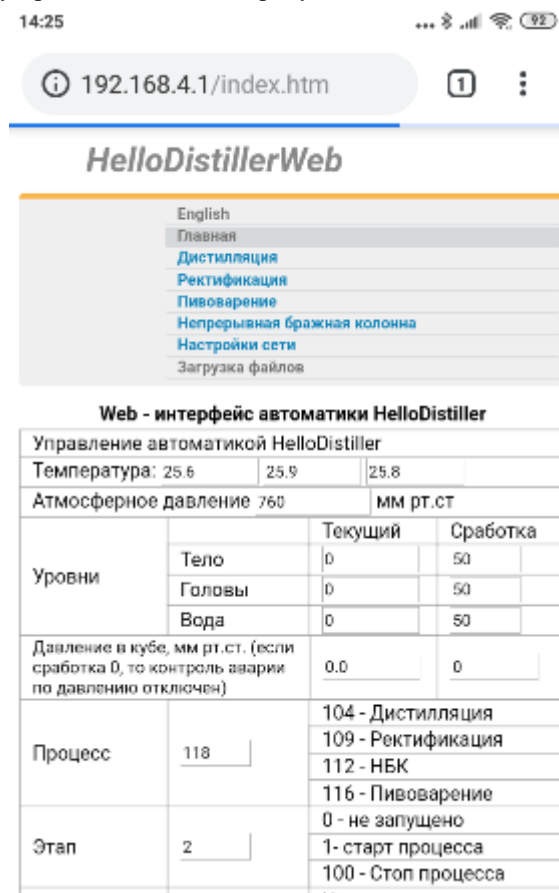 14:25 ... 92
192.168.4.1/index.htm 1
HelloDistillerWeb
English
Главная
Дистилляция
Ректификация
Пивоварение
Непрерывная бражная колонна
Настройки сети
Загрузка файлов
Web - интерфейс автоматики HelloDistiller
Управление автоматикой HelloDistiller
Температура: 25.6 25.9 25.8
Атмосферное давление 760 мм рт.ст
Текущий Сработка
Уровни
Тело 0 50
Головы 0 50
Вода 0 50
Давление в кубе, мм рт.ст. (если
сработка 0, то контроль аварии
по давлению отключен)
0.0 0
Процесс 118
104 - Дистилляция
109 - Ректификация
112 - НБК
116 - Пивоварение
Этап 2
0 - не запущено
1- старт процесса
100 - Стоп процесса